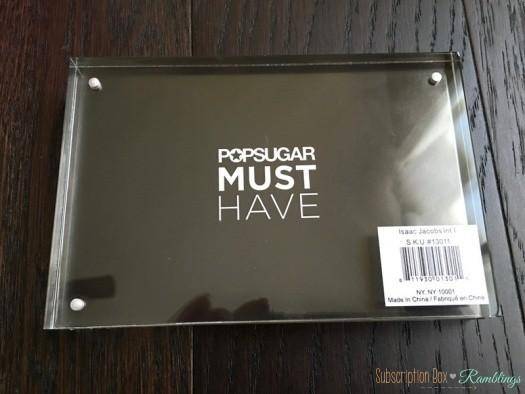 POPSUGAR
MUST
HAVE
Isaac Jacobs Int'l
S.K.U #13011
NY, NY 10001
Made In China / Fabriqué en Chine
Subscription Box ♥ Ramblings